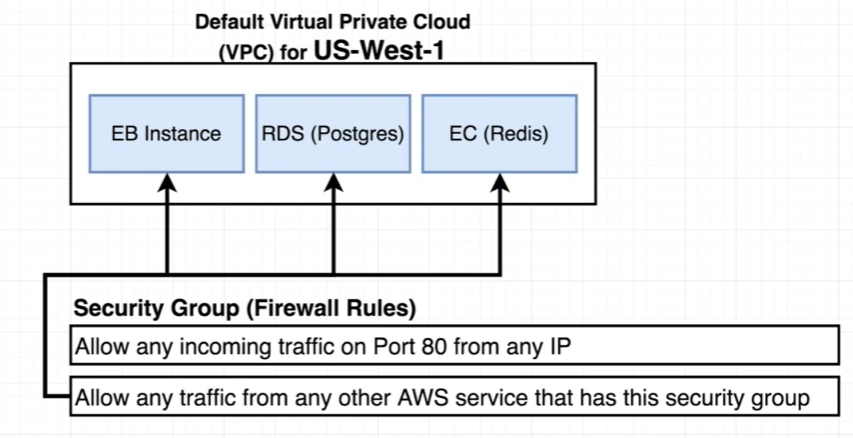 Default Virtual Private Cloud
(VPC) for US-West-1
EB Instance
RDS (Postgres)
EC (Redis)
Security Group (Firewall Rules)
Allow any incoming traffic on Port 80 from any IP
Allow any traffic from any other AWS service that has this security group